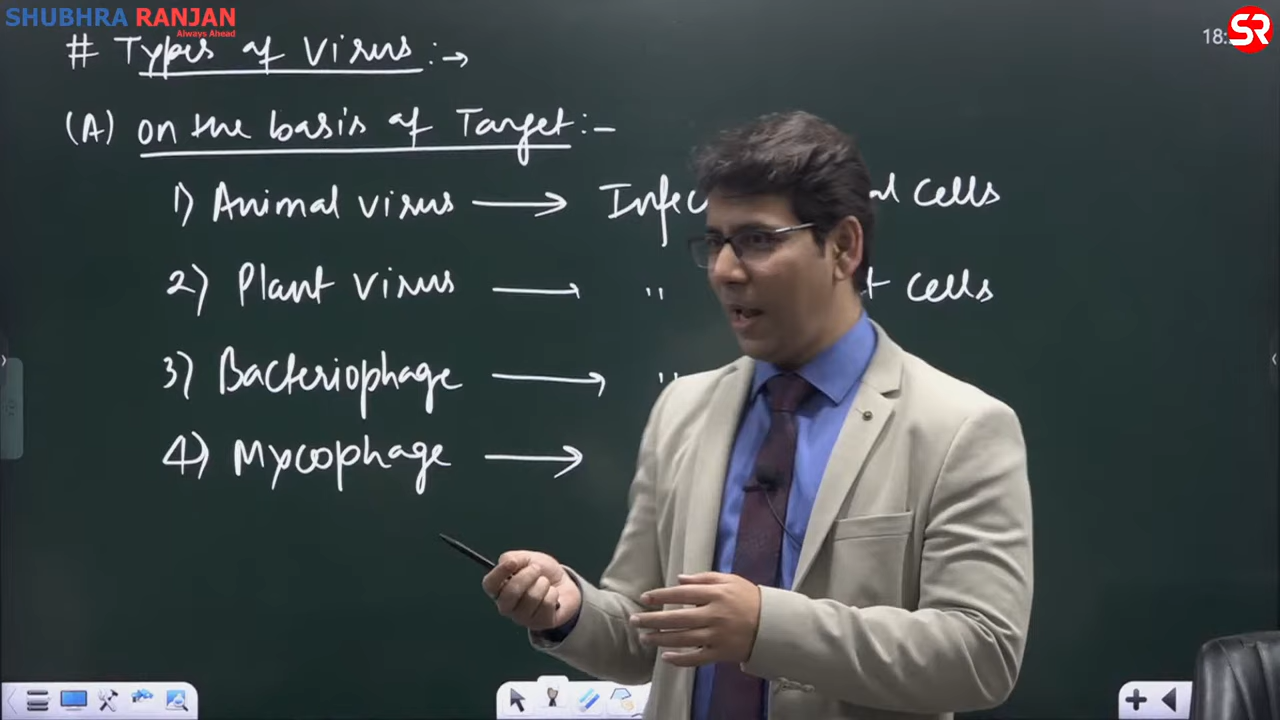 SHUBHRA RANJAN
Always Ahead
18:
SR
# Types of Virus :→
(A) on the basis of Target :-
1) Animal virus → Infec cells
2) Plant virus → " cells
3) Bacteriophage → "
4) Mycophage →